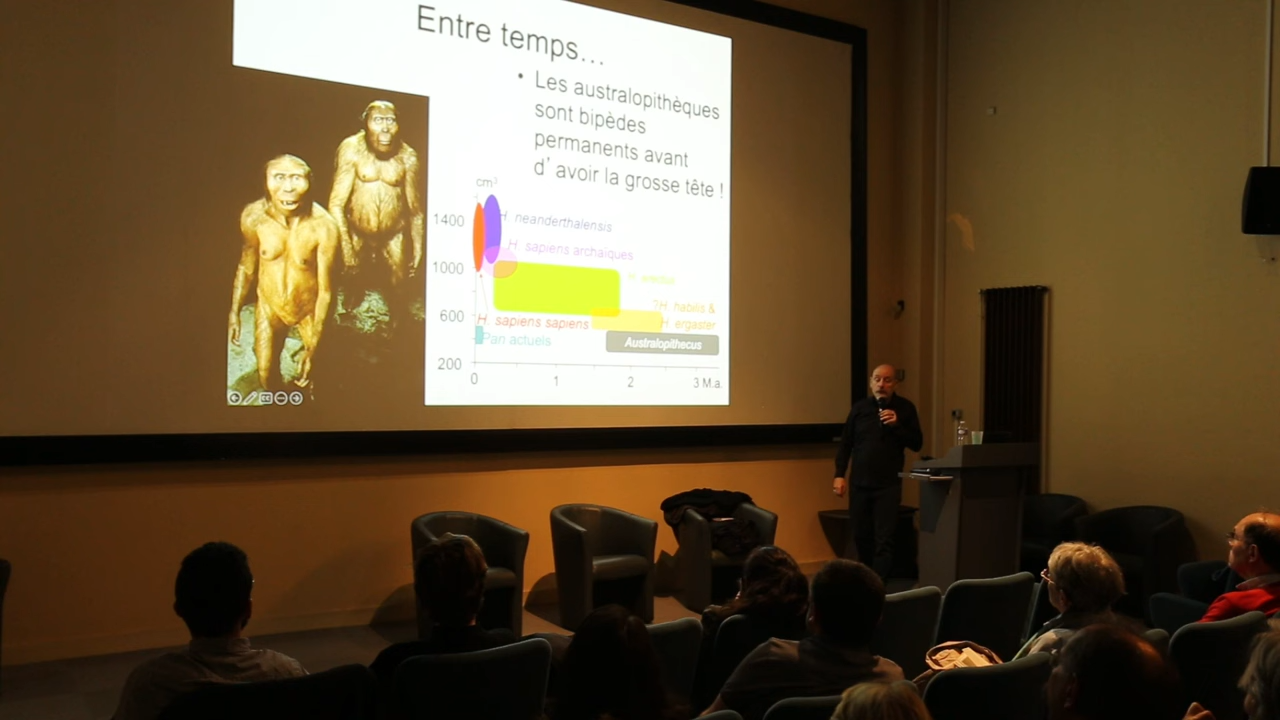 Entre temps...
• Les australopithèques
sont bipèdes
permanents avant
d' avoir la grosse tête !
cm³
1400
H. neanderthalensis
H. sapiens archaïques
1000
H. erectus
?H. habilis &
600
H. sapiens sapiens
H. ergaster
Pan actuels
Australopithecus
200
0
1
2
3 M.a.